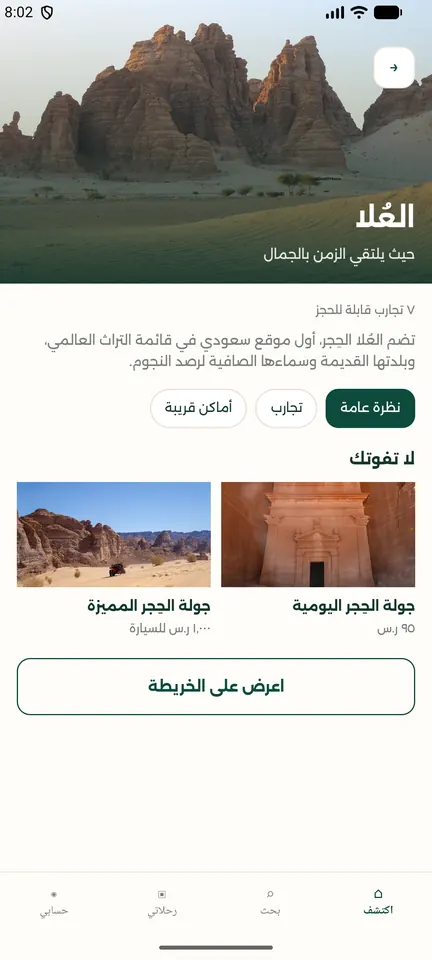 8:02
العُلا
حيث يلتقي الزمن بالجمال
٧ تجارب قابلة للحجز
تضم العُلا الحِجر، أول موقع سعودي في قائمة التراث العالمي،
وبلدتها القديمة وسماءها الصافية لرصد النجوم.
نظرة عامة
تجارب
أماكن قريبة
لا تفوتك
جولة الحِجر اليومية
٩٥ ر.س
جولة الحِجر المميزة
١,٠٠٠ ر.س للسيارة
اعرض على الخريطة
اكتشف
بحث
رحلاتي
حسابي